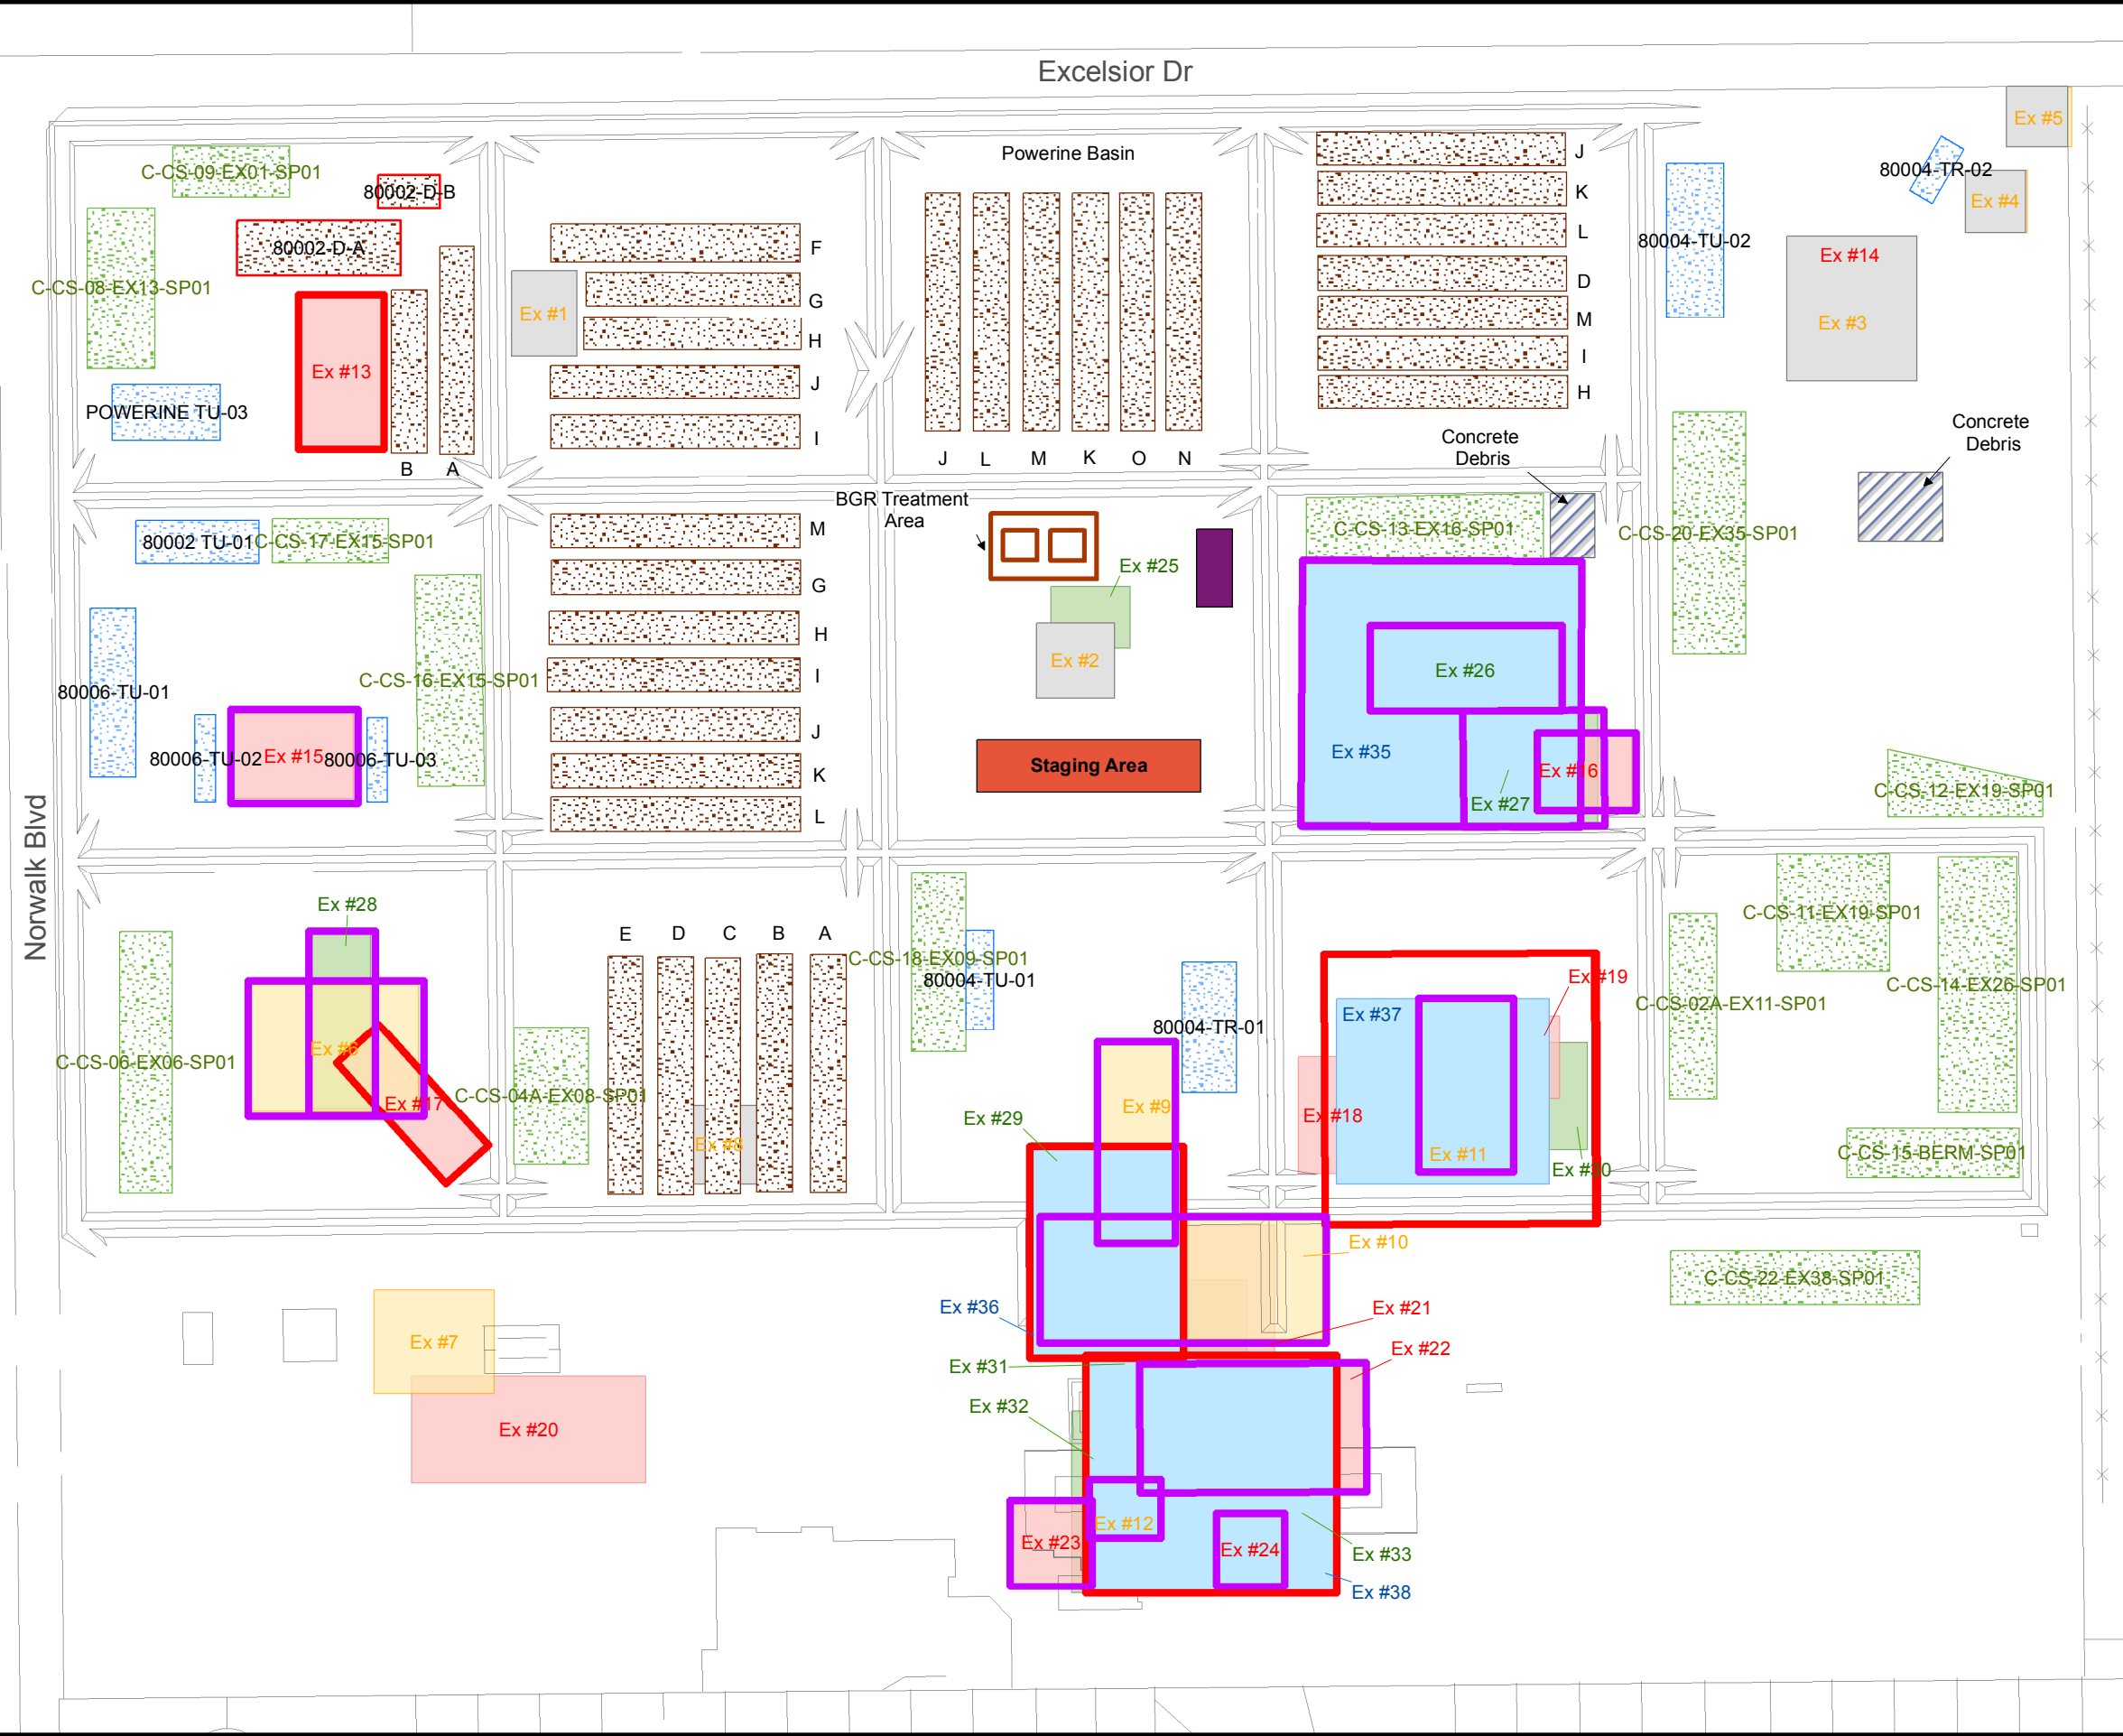 Excelsior Dr
Norwalk Blvd
Powerine Basin
C-CS-09-EX01-SP01
80002-D-B
80002-D-A
C-CS-08-EX13-SP01
Ex #13
POWERINE TU-03
B
A
Ex #1
F
G
H
J
I
J
L
M
K
O
N
J
K
L
D
M
I
H
80004-TU-02
80004-TR-02
Ex #5
Ex #4
Ex #14
Ex #3
Concrete
Debris
Concrete
Debris
BGR Treatment
Area
80002 TU-01
C-CS-17-EX15-SP01
80006-TU-01
C-CS-16-EX15-SP01
80006-TU-02
Ex #15
80006-TU-03
M
G
H
I
J
K
L
Ex #25
Ex #2
Staging Area
C-CS-13-EX16-SP01
C-CS-20-EX35-SP01
Ex #26
Ex #35
Ex #16
Ex #27
C-CS-12-EX19-SP01
Ex #28
C-CS-06-EX06-SP01
Ex #6
Ex #17
C-CS-04A-EX08-SP01
E
D
C
B
A
Ex #8
C-CS-18-EX09-SP01
80004-TU-01
80004-TR-01
Ex #9
Ex #29
Ex #19
Ex #37
Ex #18
Ex #11
Ex #30
C-CS-11-EX19-SP01
C-CS-02A-EX11-SP01
C-CS-14-EX26-SP01
C-CS-15-BERM-SP01
C-CS-22-EX38-SP01
Ex #10
Ex #36
Ex #21
Ex #22
Ex #7
Ex #20
Ex #31
Ex #32
Ex #12
Ex #23
Ex #24
Ex #33
Ex #38